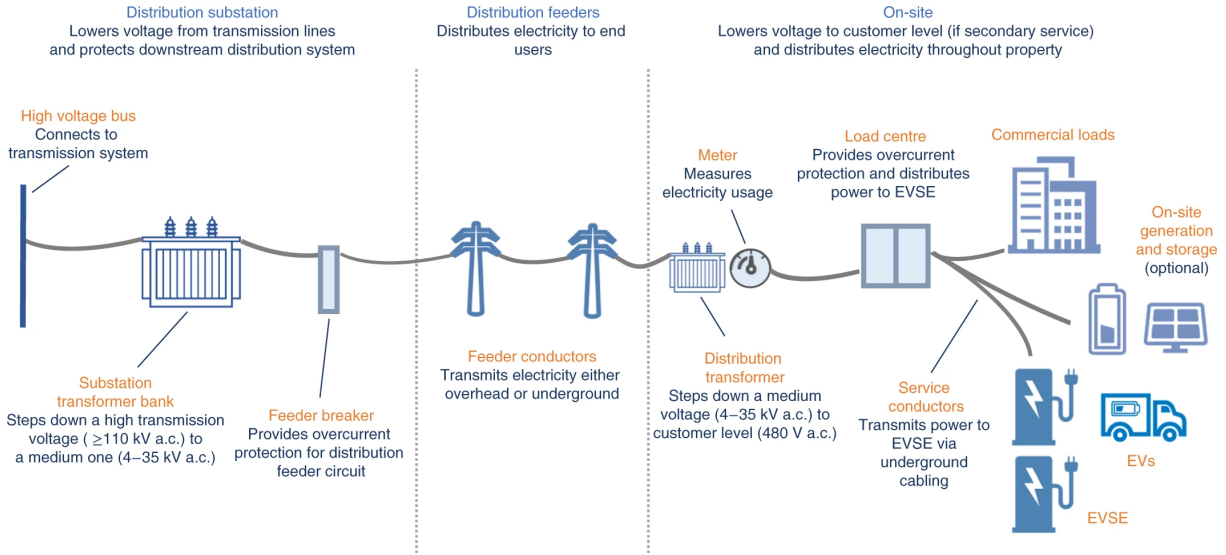 Distribution substation
Lowers voltage from transmission lines
and protects downstream distribution system
Distribution feeders
Distributes electricity to end
users
On-site
Lowers voltage to customer level (if secondary service)
and distributes electricity throughout property
High voltage bus
Connects to
transmission system
Substation
transformer bank
Steps down a high transmission
voltage ( ≥110 kV a.c.) to
a medium one (4–35 kV a.c.)
Feeder breaker
Provides overcurrent
protection for distribution
feeder circuit
Feeder conductors
Transmits electricity either
overhead or underground
Meter
Measures
electricity usage
Distribution
transformer
Steps down a medium
voltage (4–35 kV a.c.) to
customer level (480 V a.c.)
Load centre
Provides overcurrent
protection and distributes
power to EVSE
Service
conductors
Transmits power to
EVSE via
underground
cabling
Commercial loads
On-site
generation
and storage
(optional)
EVs
EVSE